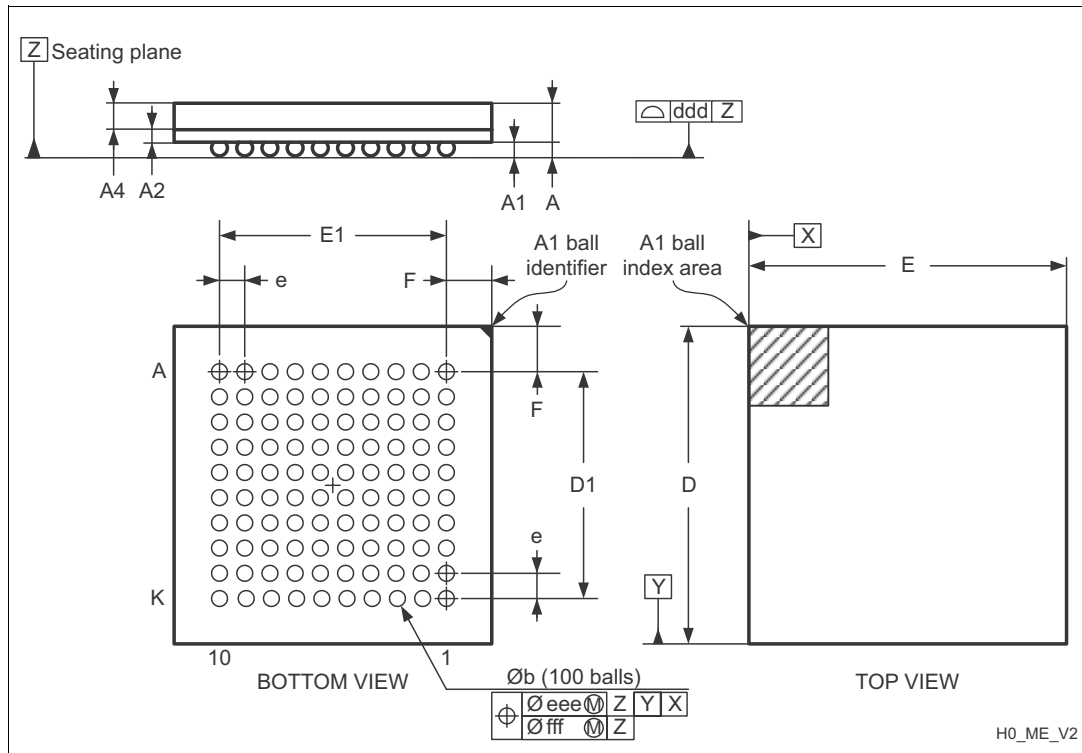 Z Seating plane
ddd Z
A4 A2 A1 A
E1
A1 ball
identifier
A1 ball
index area
X
e
F
E
A
F
D1
D
e
Y
K
10
1
BOTTOM VIEW
Øb (100 balls)
TOP VIEW
Ø eee Ⓜ Z Y X
Ø fff Ⓜ Z
H0_ME_V2